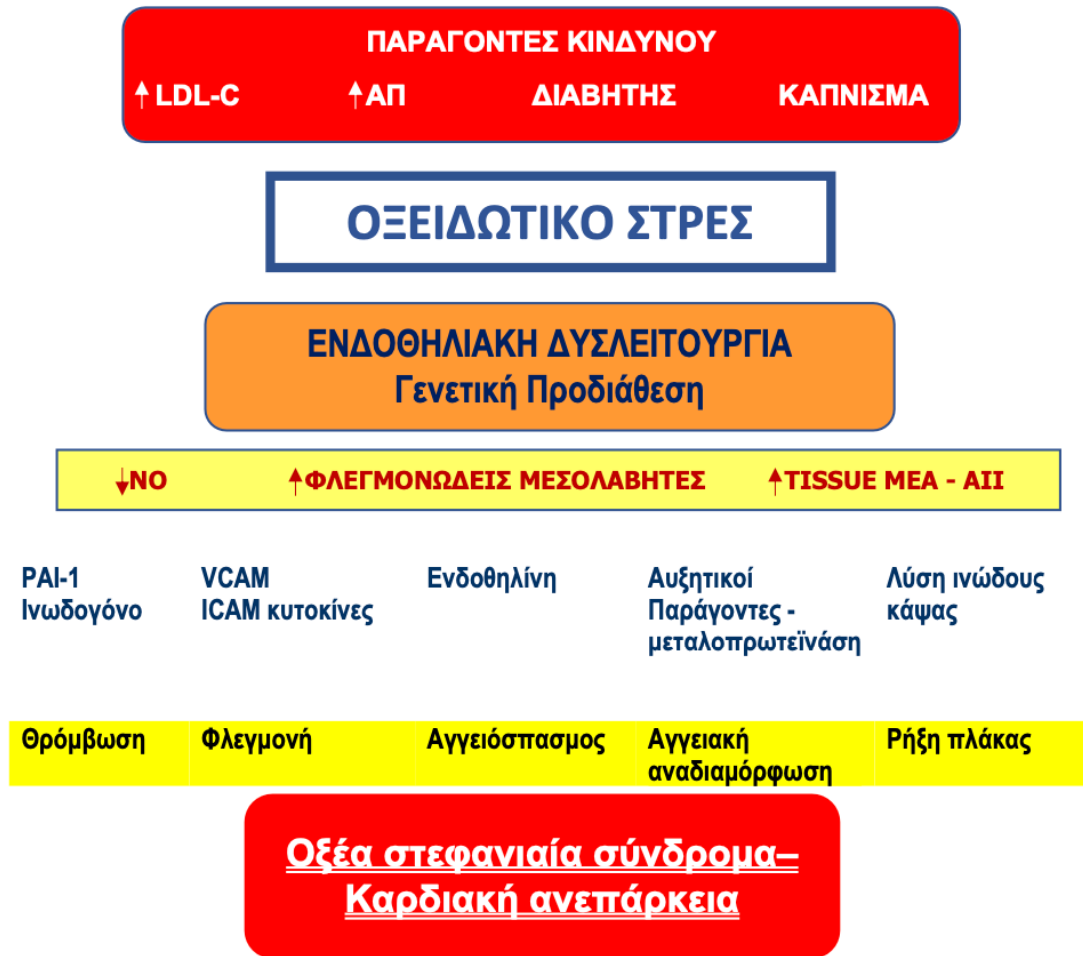 ΠΑΡΑΓΟΝΤΕΣ ΚΙΝΔΥΝΟΥ
↑ LDL-C ↑ΑΠ ΔΙΑΒΗΤΗΣ ΚΑΠΝΙΣΜΑ
ΟΞΕΙΔΩΤΙΚΟ ΣΤΡΕΣ
ΕΝΔΟΘΗΛΙΑΚΗ ΔΥΣΛΕΙΤΟΥΡΓΙΑ
Γενετική Προδιάθεση
↓NO ↑ΦΛΕΓΜΟΝΩΔΕΙΣ ΜΕΣΟΛΑΒΗΤΕΣ ↑TISSUE ΜΕΑ - ΑΙΙ
PAI-1 VCAM Ενδοθηλίνη Αυξητικοί Λύση ινώδους
Ινωδογόνο ICAM κυτοκίνες Παράγοντες - κάψας
μεταλοπρωτεϊνάση
Θρόμβωση Φλεγμονή Αγγειόσπασμος Αγγειακή Ρήξη πλάκας
αναδιαμόρφωση
Οξέα στεφανιαία σύνδρομα–
Καρδιακή ανεπάρκεια